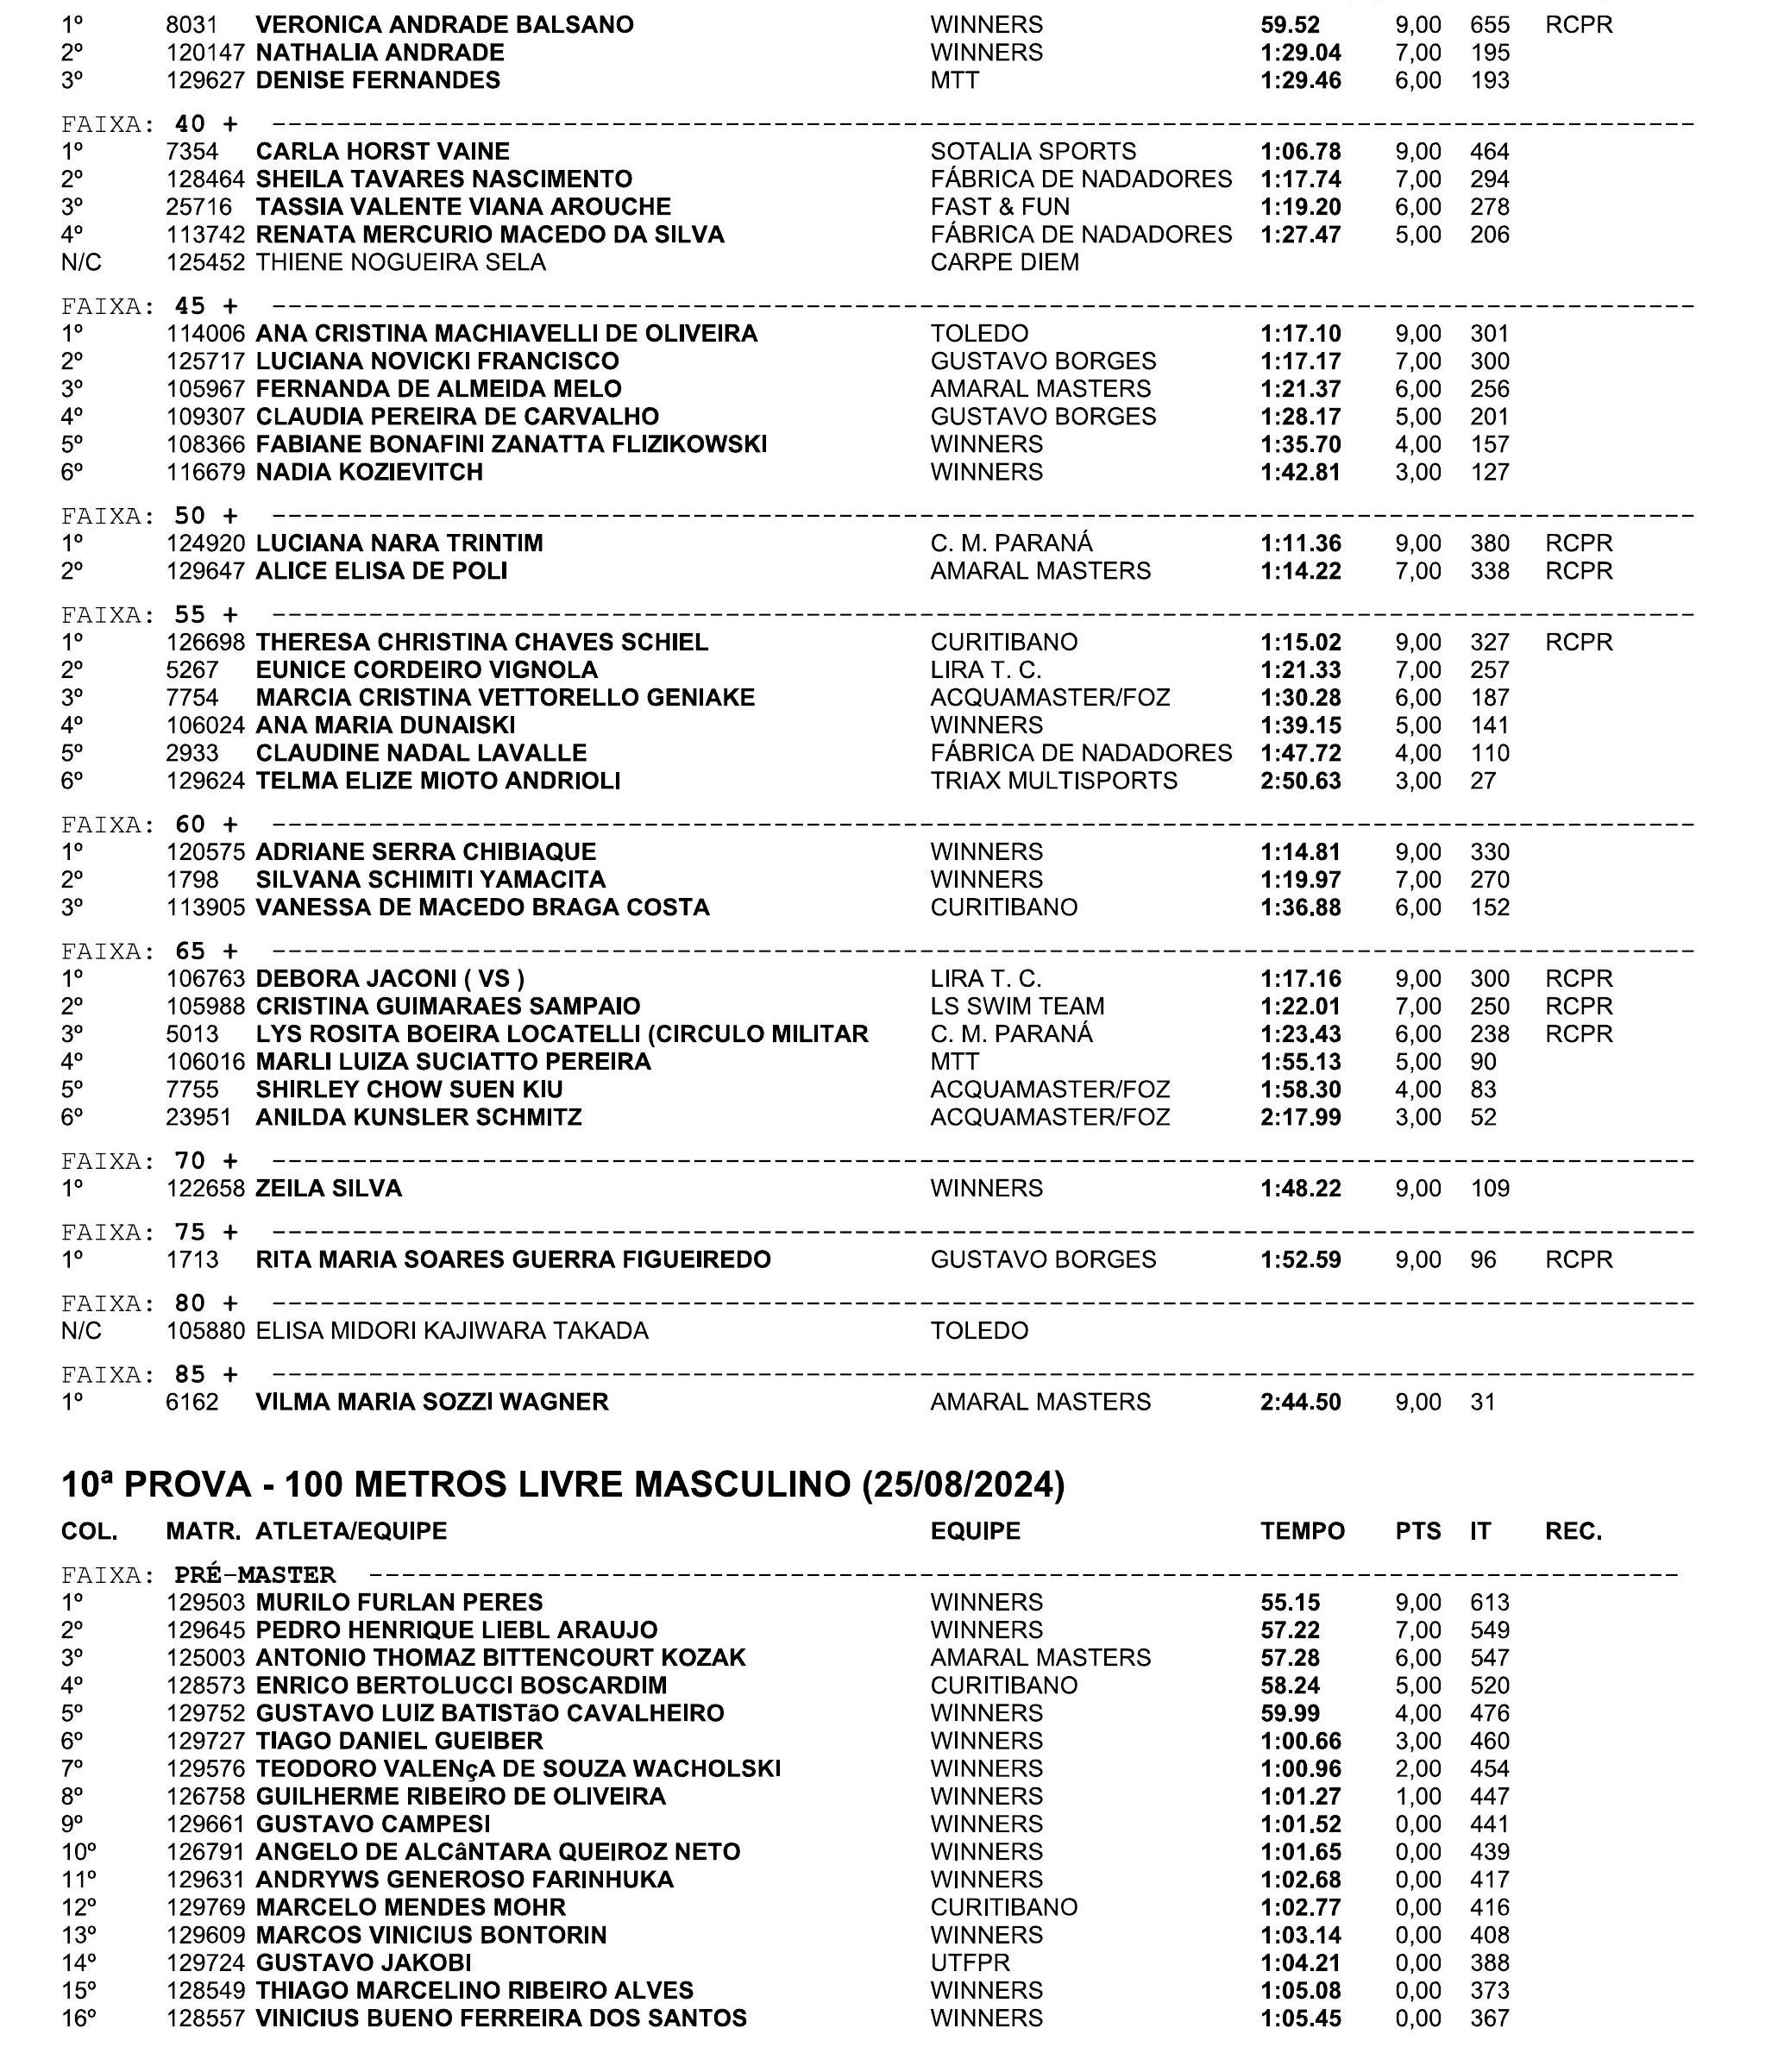 1º 8031 VERONICA ANDRADE BALSANO WINNERS 59.52 9,00 655 RCPR
2º 120147 NATHALIA ANDRADE WINNERS 1:29.04 7,00 195
3º 129627 DENISE FERNANDES MTT 1:29.46 6,00 193
FAIXA: 40 + ----------------------------------------------------------------------------------------
1º 7354 CARLA HORST VAINE SOTALIA SPORTS 1:06.78 9,00 464
2º 128464 SHEILA TAVARES NASCIMENTO FÁBRICA DE NADADORES 1:17.74 7,00 294
3º 25716 TASSIA VALENTE VIANA AROUCHE FAST & FUN 1:19.20 6,00 278
4º 113742 RENATA MERCURIO MACEDO DA SILVA FÁBRICA DE NADADORES 1:27.47 5,00 206
N/C 125452 THIENE NOGUEIRA SELA CARPE DIEM
FAIXA: 45 + ----------------------------------------------------------------------------------------
1º 114006 ANA CRISTINA MACHIAVELLI DE OLIVEIRA TOLEDO 1:17.10 9,00 301
2º 125717 LUCIANA NOVICKI FRANCISCO GUSTAVO BORGES 1:17.17 7,00 300
3º 105967 FERNANDA DE ALMEIDA MELO AMARAL MASTERS 1:21.37 6,00 256
4º 109307 CLAUDIA PEREIRA DE CARVALHO GUSTAVO BORGES 1:28.17 5,00 201
5º 108366 FABIANE BONAFINI ZANATTA FLIZIKOWSKI WINNERS 1:35.70 4,00 157
6º 116679 NADIA KOZIEVITCH WINNERS 1:42.81 3,00 127
FAIXA: 50 + ----------------------------------------------------------------------------------------
1º 124920 LUCIANA NARA TRINTIM C. M. PARANÁ 1:11.36 9,00 380 RCPR
2º 129647 ALICE ELISA DE POLI AMARAL MASTERS 1:14.22 7,00 338 RCPR
FAIXA: 55 + ----------------------------------------------------------------------------------------
1º 126698 THERESA CHRISTINA CHAVES SCHIEL CURITIBANO 1:15.02 9,00 327 RCPR
2º 5267 EUNICE CORDEIRO VIGNOLA LIRA T. C. 1:21.33 7,00 257
3º 7754 MARCIA CRISTINA VETTORELLO GENIAKE ACQUAMASTER/FOZ 1:30.28 6,00 187
4º 106024 ANA MARIA DUNAISKI WINNERS 1:39.15 5,00 141
5º 2933 CLAUDINE NADAL LAVALLE FÁBRICA DE NADADORES 1:47.72 4,00 110
6º 129624 TELMA ELIZE MIOTO ANDRIOLI TRIAX MULTISPORTS 2:50.63 3,00 27
FAIXA: 60 + ----------------------------------------------------------------------------------------
1º 120575 ADRIANE SERRA CHIBIAQUE WINNERS 1:14.81 9,00 330
2º 1798 SILVANA SCHIMITI YAMACITA WINNERS 1:19.97 7,00 270
3º 113905 VANESSA DE MACEDO BRAGA COSTA CURITIBANO 1:36.88 6,00 152
FAIXA: 65 + ----------------------------------------------------------------------------------------
1º 106763 DEBORA JACONI ( VS ) LIRA T. C. 1:17.16 9,00 300 RCPR
2º 105988 CRISTINA GUIMARAES SAMPAIO LS SWIM TEAM 1:22.01 7,00 250 RCPR
3º 5013 LYS ROSITA BOEIRA LOCATELLI (CIRCULO MILITAR C. M. PARANÁ 1:23.43 6,00 238 RCPR
4º 106016 MARLI LUIZA SUCIATTO PEREIRA MTT 1:55.13 5,00 90
5º 7755 SHIRLEY CHOW SUEN KIU ACQUAMASTER/FOZ 1:58.30 4,00 83
6º 23951 ANILDA KUNSLER SCHMITZ ACQUAMASTER/FOZ 2:17.99 3,00 52
FAIXA: 70 + ----------------------------------------------------------------------------------------
1º 122658 ZEILA SILVA WINNERS 1:48.22 9,00 109
FAIXA: 75 + ----------------------------------------------------------------------------------------
1º 1713 RITA MARIA SOARES GUERRA FIGUEIREDO GUSTAVO BORGES 1:52.59 9,00 96 RCPR
FAIXA: 80 + ----------------------------------------------------------------------------------------
N/C 105880 ELISA MIDORI KAJIWARA TAKADA TOLEDO
FAIXA: 85 + ----------------------------------------------------------------------------------------
1º 6162 VILMA MARIA SOZZI WAGNER AMARAL MASTERS 2:44.50 9,00 31
10ª PROVA - 100 METROS LIVRE MASCULINO (25/08/2024)
COL. MATR. ATLETA/EQUIPE EQUIPE TEMPO PTS IT REC.
FAIXA: PRÉ-MASTER ---------------------------------------------------------------------------------
1º 129503 MURILO FURLAN PERES WINNERS 55.15 9,00 613
2º 129645 PEDRO HENRIQUE LIEBL ARAUJO WINNERS 57.22 7,00 549
3º 125003 ANTONIO THOMAZ BITTENCOURT KOZAK AMARAL MASTERS 57.28 6,00 547
4º 128573 ENRICO BERTOLUCCI BOSCARDIM CURITIBANO 58.24 5,00 520
5º 129752 GUSTAVO LUIZ BATISTãO CAVALHEIRO WINNERS 59.99 4,00 476
6º 129727 TIAGO DANIEL GUEIBER WINNERS 1:00.66 3,00 460
7º 129576 TEODORO VALENçA DE SOUZA WACHOLSKI WINNERS 1:00.96 2,00 454
8º 126758 GUILHERME RIBEIRO DE OLIVEIRA WINNERS 1:01.27 1,00 447
9º 129661 GUSTAVO CAMPESI WINNERS 1:01.52 0,00 441
10º 126791 ANGELO DE ALCâNTARA QUEIROZ NETO WINNERS 1:01.65 0,00 439
11º 129631 ANDRYWS GENEROSO FARINHUKA WINNERS 1:02.68 0,00 417
12º 129769 MARCELO MENDES MOHR CURITIBANO 1:02.77 0,00 416
13º 129609 MARCOS VINICIUS BONTORIN WINNERS 1:03.14 0,00 408
14º 129724 GUSTAVO JAKOBI UTFPR 1:04.21 0,00 388
15º 128549 THIAGO MARCELINO RIBEIRO ALVES WINNERS 1:05.08 0,00 373
16º 128557 VINICIUS BUENO FERREIRA DOS SANTOS WINNERS 1:05.45 0,00 367